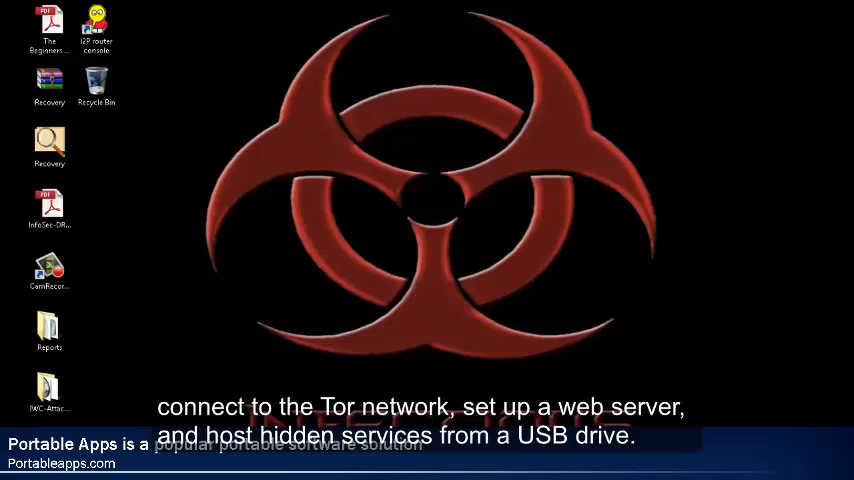 The
Beginners ...
I2P router
console
Recovery
Recycle Bin
Recovery
InfoSec-DR...
CamRecor...
Reports
IWC-Attac...
connect to the Tor network, set up a web server,
and host hidden services from a USB drive.
Portable Apps is a popular portable software solution
Portableapps.com